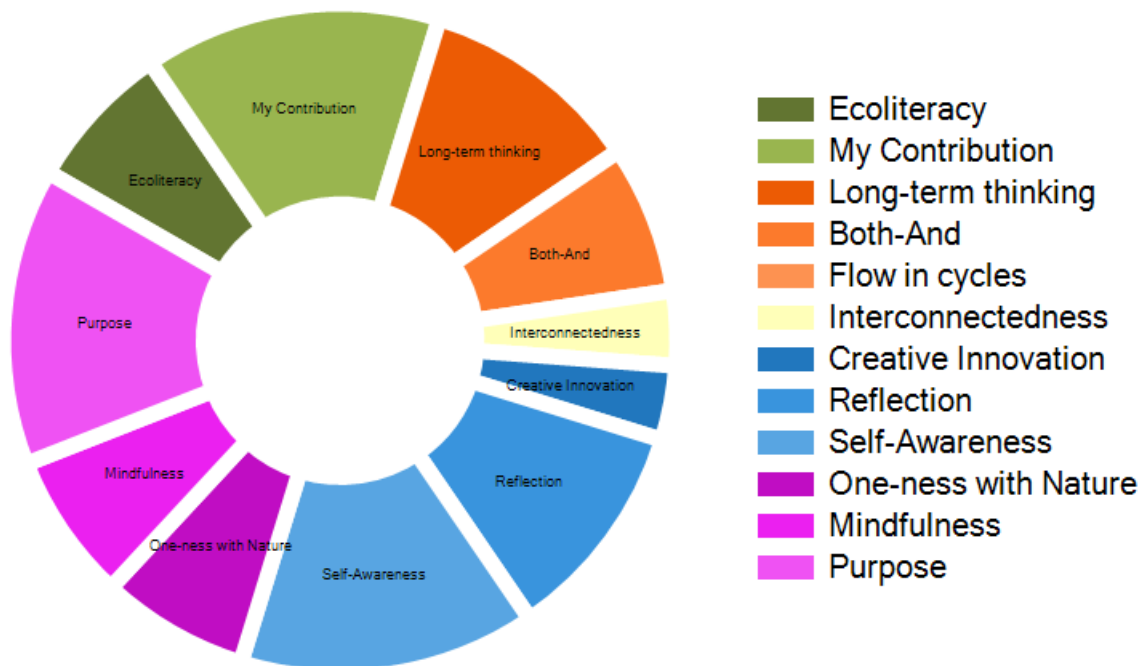 My Contribution
Long-term thinking
Ecoliteracy
Both-And
Purpose
Interconnectedness
Creative Innovation
Mindfulness
Reflection
One-ness with Nature
Self-Awareness
Ecoliteracy
My Contribution
Long-term thinking
Both-And
Flow in cycles
Interconnectedness
Creative Innovation
Reflection
Self-Awareness
One-ness with Nature
Mindfulness
Purpose